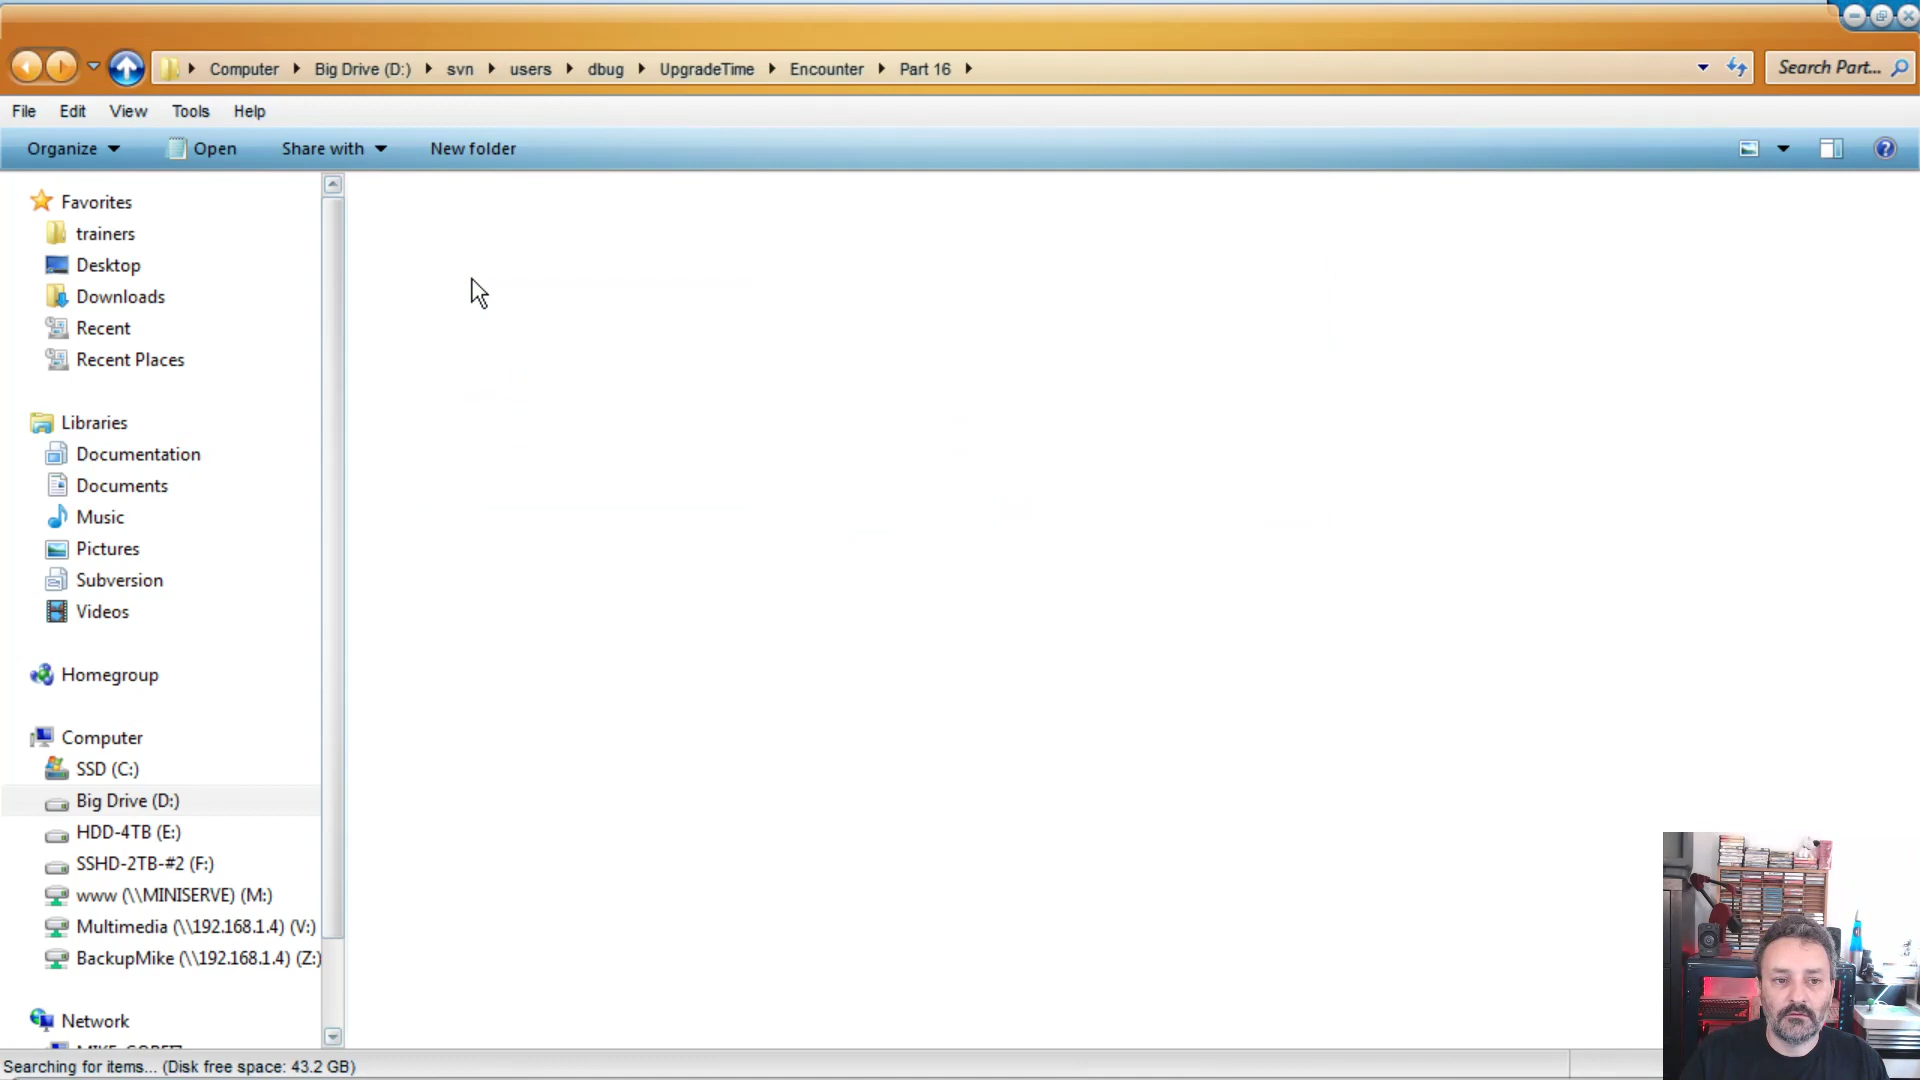 Computer Big Drive (D:) svn users dbug UpgradeTime Encounter Part 16 Search Part...
File Edit View Tools Help
Organize Open Share with New folder
Favorites
trainers
Desktop
Downloads
Recent
Recent Places
Libraries
Documentation
Documents
Music
Pictures
Subversion
Videos
Homegroup
Computer
SSD (C:)
Big Drive (D:)
HDD-4TB (E:)
SSHD-2TB-#2 (F:)
www (\\MINISERVE) (M:)
Multimedia (\\192.168.1.4) (V:)
BackupMike (\\192.168.1.4) (Z:)
Network
Searching for items... (Disk free space: 43.2 GB)